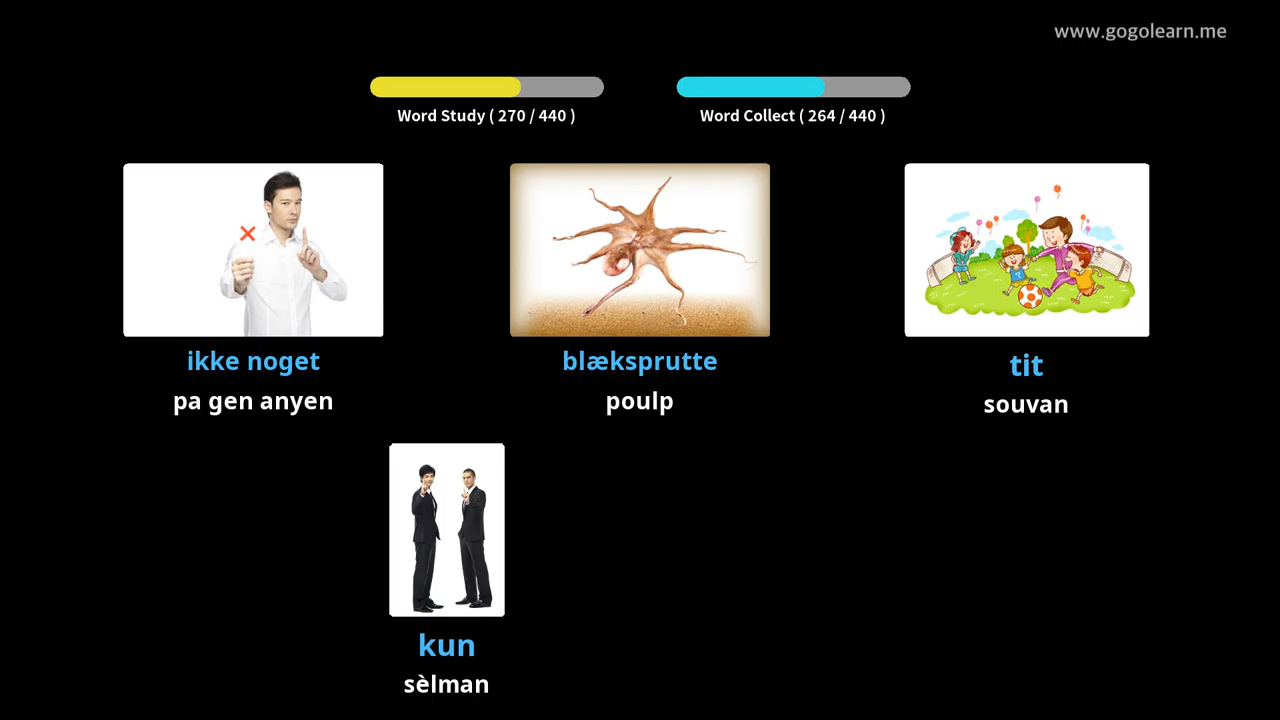 www.gogolearn.me
Word Study ( 270 / 440 )
Word Collect ( 264 / 440 )
ikke noget
pa gen anyen
blæksprutte
poulp
tit
souvan
kun
sèlman